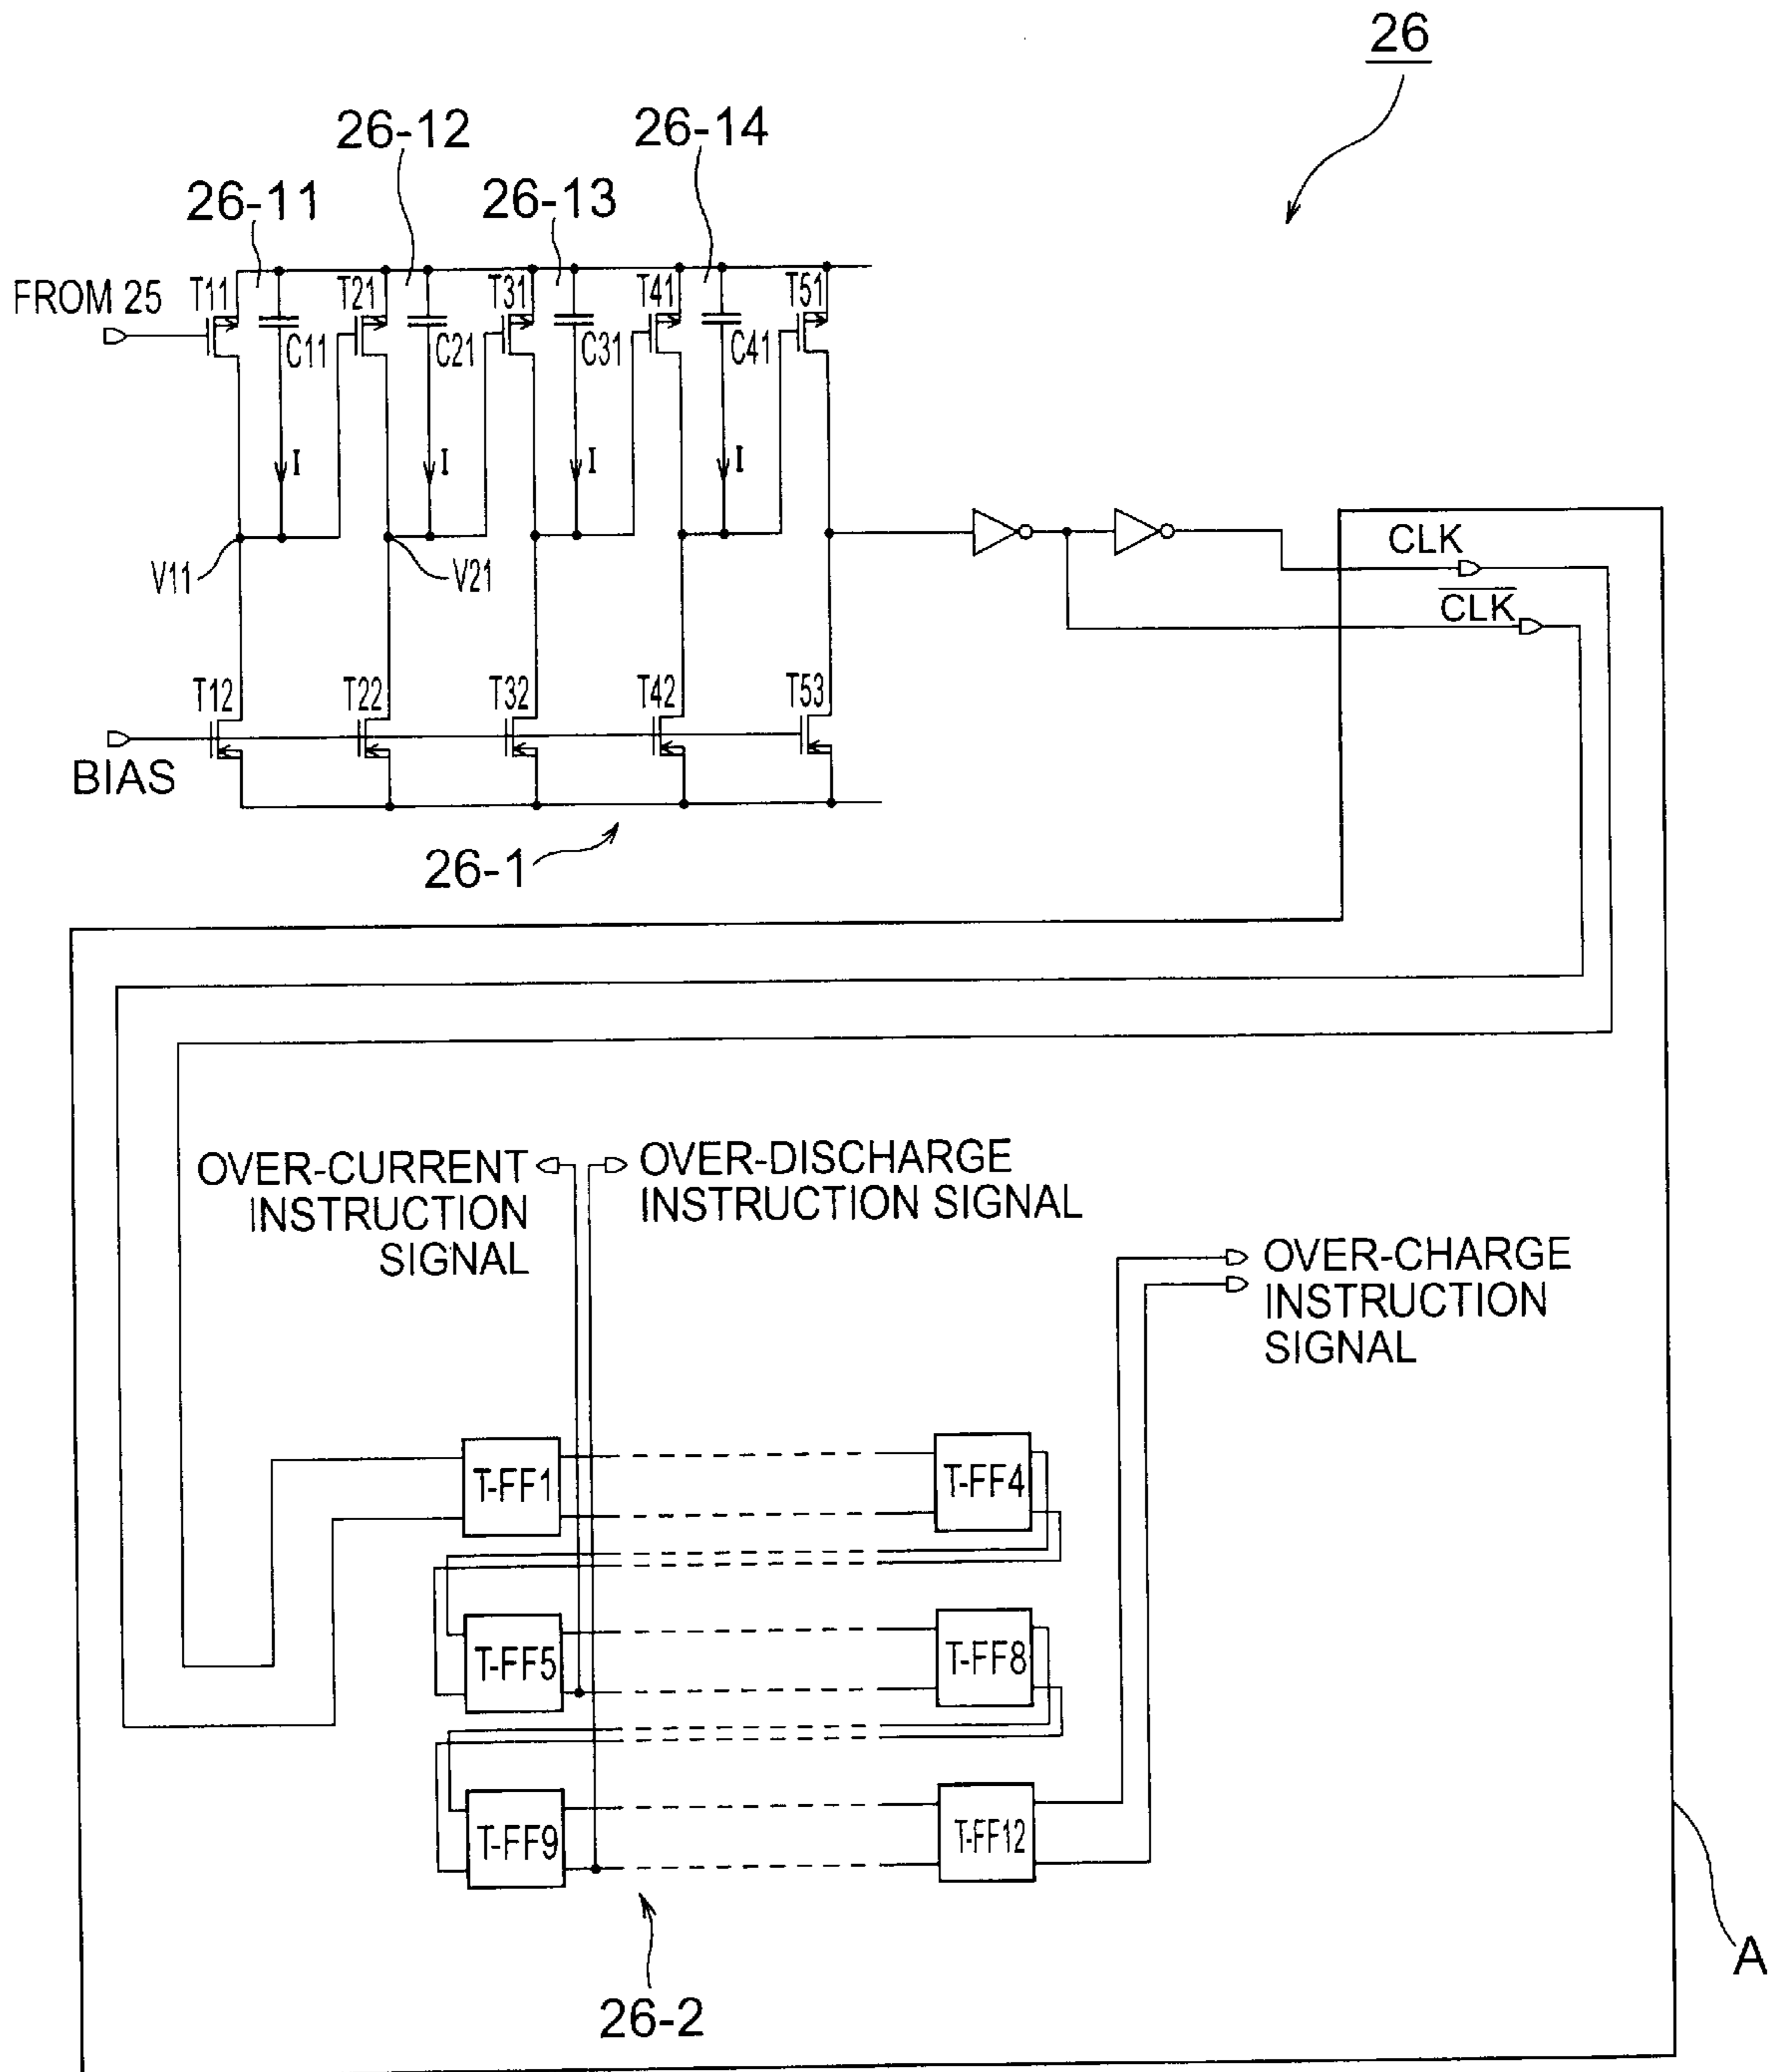 26
26-12
26-14
26-11
26-13
FROM 25
T11
T21
T31
T41
T51
C11
C21
C31
C41
I
I
I
I
V11
V21
CLK
CLK
T12
T22
T32
T42
T53
BIAS
26-1
OVER-CURRENT
INSTRUCTION
SIGNAL
OVER-DISCHARGE
INSTRUCTION SIGNAL
OVER-CHARGE
INSTRUCTION
SIGNAL
T-FF1
T-FF4
T-FF5
T-FF8
T-FF9
T-FF12
A
26-2